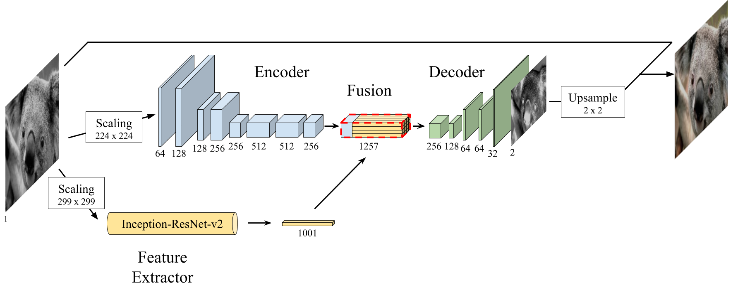 Encoder
Decoder
Fusion
Scaling
224 x 224
Upsample
2 x 2
64
128
128
256
256
512
512
256
1257
256
128
64
64
32
2
Scaling
299 x 299
1
Inception-ResNet-v2
1001
Feature
Extractor